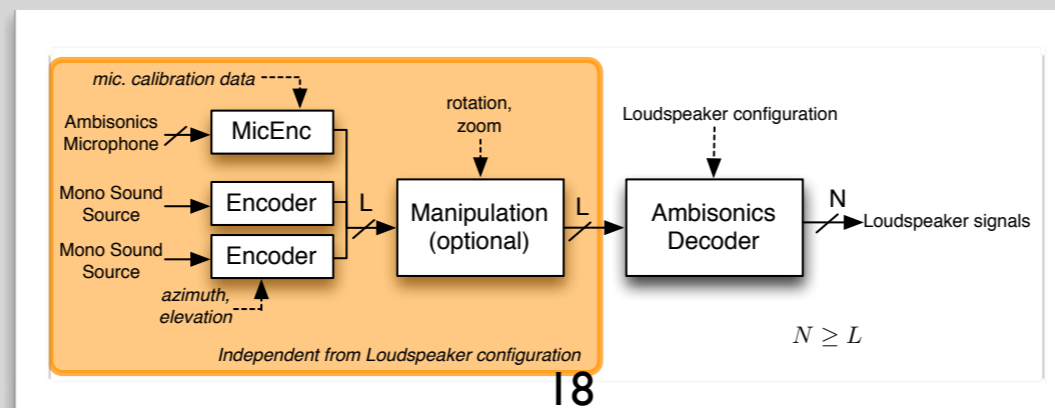 mic. calibration data
Ambisonics
Microphone
MicEnc
rotation,
zoom
Loudspeaker configuration
Mono Sound
Source
Encoder
L
Manipulation
(optional)
L
Ambisonics
Decoder
N
Loudspeaker signals
Mono Sound
Source
Encoder
azimuth,
elevation
N ≥ L
Independent from Loudspeaker configuration
18